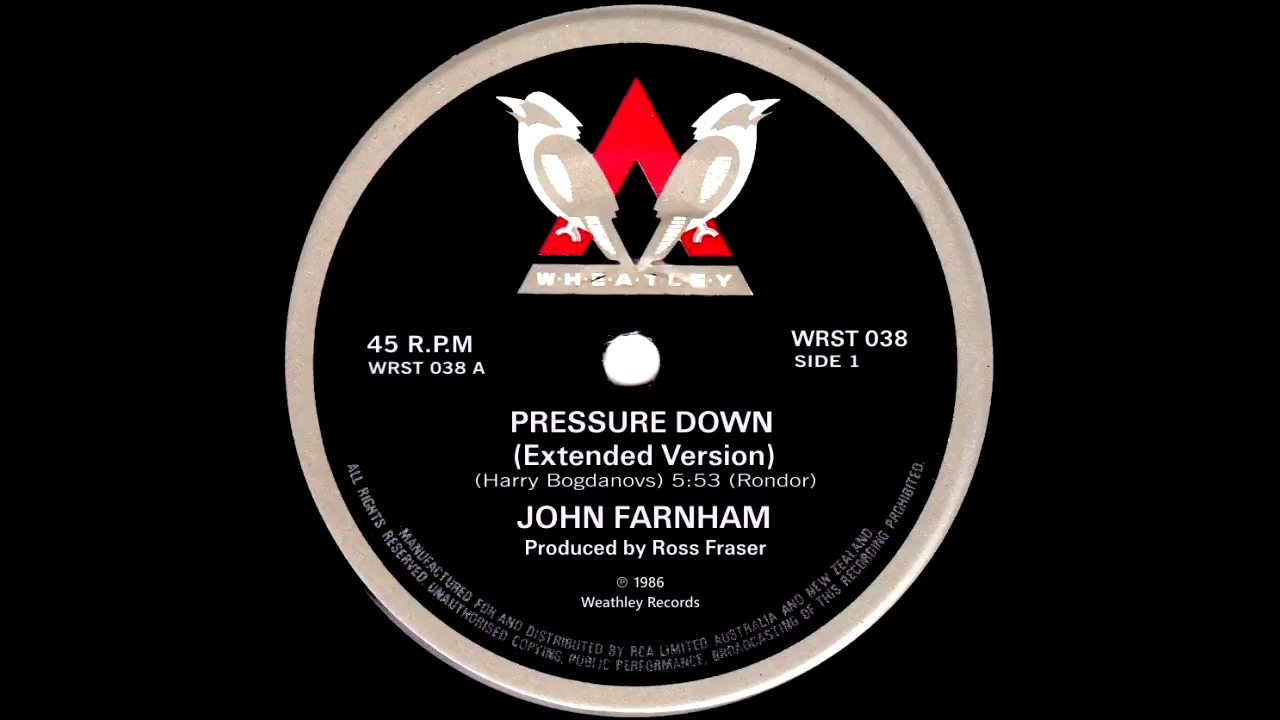 W·H·E·A·T·L·E·Y
45 R.P.M
WRST 038 A
WRST 038
SIDE 1
PRESSURE DOWN
(Extended Version)
(Harry Bogdanovs) 5:53 (Rondor)
JOHN FARNHAM
Produced by Ross Fraser
℗ 1986
Weathley Records
MANUFACTURED FOR AND DISTRIBUTED BY RCA LIMITED AUSTRALIA AND NEW ZEALAND.
ALL RIGHTS RESERVED. UNAUTHORISED COPYING, PUBLIC PERFORMANCE, BROADCASTING OF THIS RECORDING PROHIBITED.